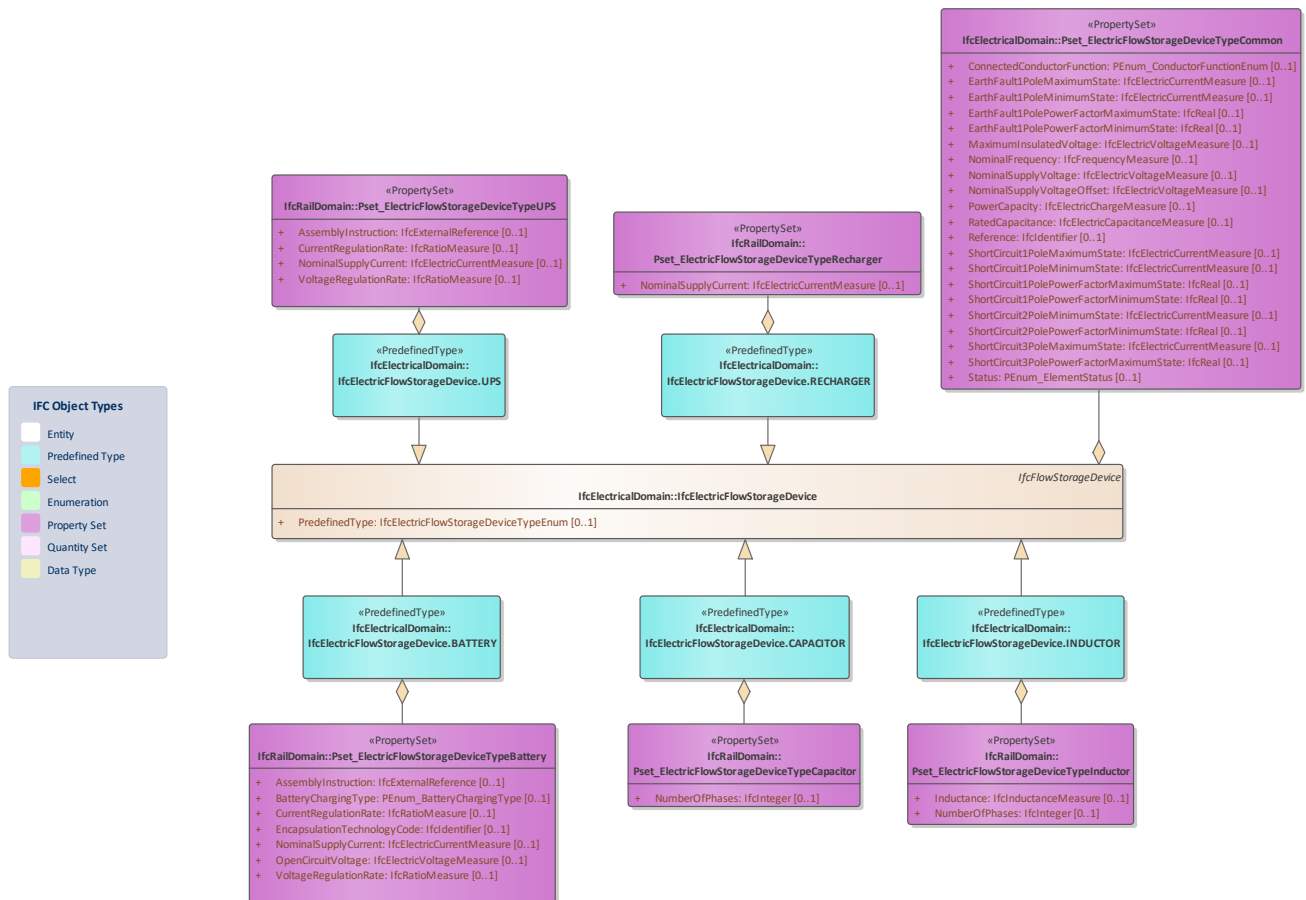 «PropertySet»
IfcElectricalDomain::Pset_ElectricFlowStorageDeviceTypeCommon
+ ConnectedConductorFunction: PEnum_ConductorFunctionEnum [0..1]
+ EarthFault1PoleMaximumState: IfcElectricCurrentMeasure [0..1]
+ EarthFault1PoleMinimumState: IfcElectricCurrentMeasure [0..1]
+ EarthFault1PolePowerFactorMaximumState: IfcReal [0..1]
+ EarthFault1PolePowerFactorMinimumState: IfcReal [0..1]
+ MaximumInsulatedVoltage: IfcElectricVoltageMeasure [0..1]
+ NominalFrequency: IfcFrequencyMeasure [0..1]
+ NominalSupplyVoltage: IfcElectricVoltageMeasure [0..1]
+ NominalSupplyVoltageOffset: IfcElectricVoltageMeasure [0..1]
+ PowerCapacity: IfcElectricChargeMeasure [0..1]
+ RatedCapacitance: IfcElectricCapacitanceMeasure [0..1]
+ Reference: IfcIdentifier [0..1]
+ ShortCircuit1PoleMaximumState: IfcElectricCurrentMeasure [0..1]
+ ShortCircuit1PoleMinimumState: IfcElectricCurrentMeasure [0..1]
+ ShortCircuit1PolePowerFactorMaximumState: IfcReal [0..1]
+ ShortCircuit1PolePowerFactorMinimumState: IfcReal [0..1]
+ ShortCircuit2PoleMinimumState: IfcElectricCurrentMeasure [0..1]
+ ShortCircuit2PolePowerFactorMinimumState: IfcReal [0..1]
+ ShortCircuit3PoleMaximumState: IfcElectricCurrentMeasure [0..1]
+ ShortCircuit3PolePowerFactorMaximumState: IfcReal [0..1]
+ Status: PEnum_ElementStatus [0..1]
«PropertySet»
IfcRailDomain::Pset_ElectricFlowStorageDeviceTypeUPS
+ AssemblyInstruction: IfcExternalReference [0..1]
+ CurrentRegulationRate: IfcRatioMeasure [0..1]
+ NominalSupplyCurrent: IfcElectricCurrentMeasure [0..1]
+ VoltageRegulationRate: IfcRatioMeasure [0..1]
«PropertySet»
IfcRailDomain::
Pset_ElectricFlowStorageDeviceTypeRecharger
+ NominalSupplyCurrent: IfcElectricCurrentMeasure [0..1]
«PredefinedType»
IfcElectricalDomain::
IfcElectricFlowStorageDevice.UPS
«PredefinedType»
IfcElectricalDomain::
IfcElectricFlowStorageDevice.RECHARGER
IFC Object Types
Entity
Predefined Type
Select
Enumeration
Property Set
Quantity Set
Data Type
IfcFlowStorageDevice
IfcElectricalDomain::IfcElectricFlowStorageDevice
+ PredefinedType: IfcElectricFlowStorageDeviceTypeEnum [0..1]
«PredefinedType»
IfcElectricalDomain::
IfcElectricFlowStorageDevice.BATTERY
«PredefinedType»
IfcElectricalDomain::
IfcElectricFlowStorageDevice.CAPACITOR
«PredefinedType»
IfcElectricalDomain::
IfcElectricFlowStorageDevice.INDUCTOR
«PropertySet»
IfcRailDomain::Pset_ElectricFlowStorageDeviceTypeBattery
+ AssemblyInstruction: IfcExternalReference [0..1]
+ BatteryChargingType: PEnum_BatteryChargingType [0..1]
+ CurrentRegulationRate: IfcRatioMeasure [0..1]
+ EncapsulationTechnologyCode: IfcIdentifier [0..1]
+ NominalSupplyCurrent: IfcElectricCurrentMeasure [0..1]
+ OpenCircuitVoltage: IfcElectricVoltageMeasure [0..1]
+ VoltageRegulationRate: IfcRatioMeasure [0..1]
«PropertySet»
IfcRailDomain::
Pset_ElectricFlowStorageDeviceTypeCapacitor
+ NumberOfPhases: IfcInteger [0..1]
«PropertySet»
IfcRailDomain::
Pset_ElectricFlowStorageDeviceTypeInductor
+ Inductance: IfcInductanceMeasure [0..1]
+ NumberOfPhases: IfcInteger [0..1]